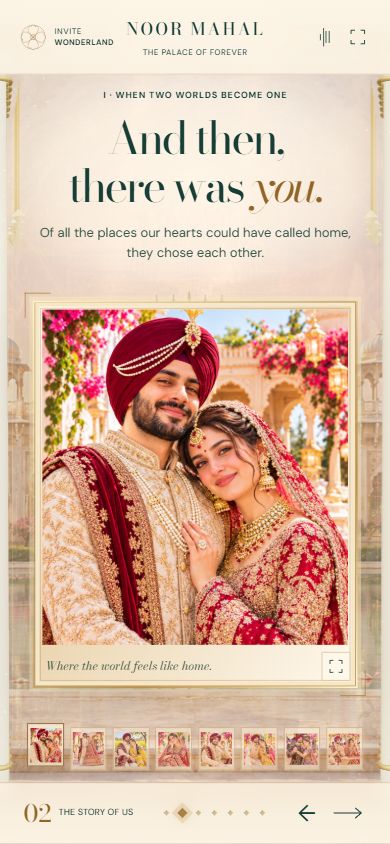 INVITE
WONDERLAND
NOOR MAHAL
THE PALACE OF FOREVER
I · WHEN TWO WORLDS BECOME ONE
And then,
there was you.
Of all the places our hearts could have called home,
they chose each other.
Where the world feels like home.
02 THE STORY OF US